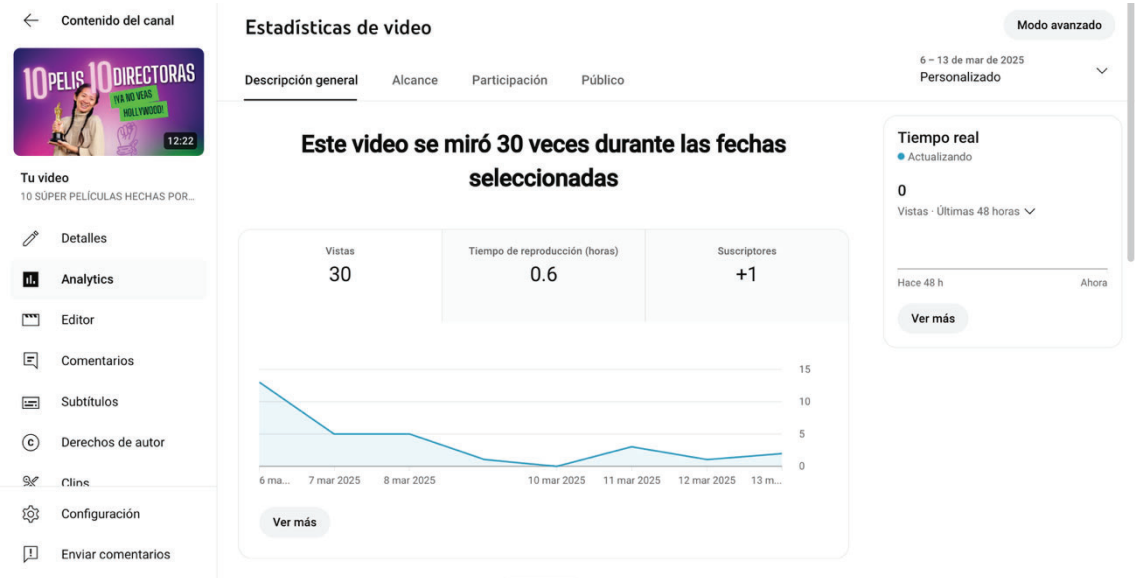 Contenido del canal
10 PELIS 10 DIRECTORAS
¡YA NO VEAS
HOLLYWOOD!
12:22
Tu video
10 SÚPER PELÍCULAS HECHAS POR...
Detalles
Analytics
Editor
Comentarios
Subtítulos
Derechos de autor
Clips
Configuración
Enviar comentarios
Estadísticas de video
Modo avanzado
Descripción general
Alcance
Participación
Público
6 – 13 de mar de 2025
Personalizado
Este video se miró 30 veces durante las fechas
seleccionadas
Vistas
30
Tiempo de reproducción (horas)
0.6
Suscriptores
+1
15
10
5
0
6 ma...
7 mar 2025
8 mar 2025
10 mar 2025
11 mar 2025
12 mar 2025
13 m...
Ver más
Tiempo real
Actualizando
0
Vistas · Últimas 48 horas
Hace 48 h
Ahora
Ver más